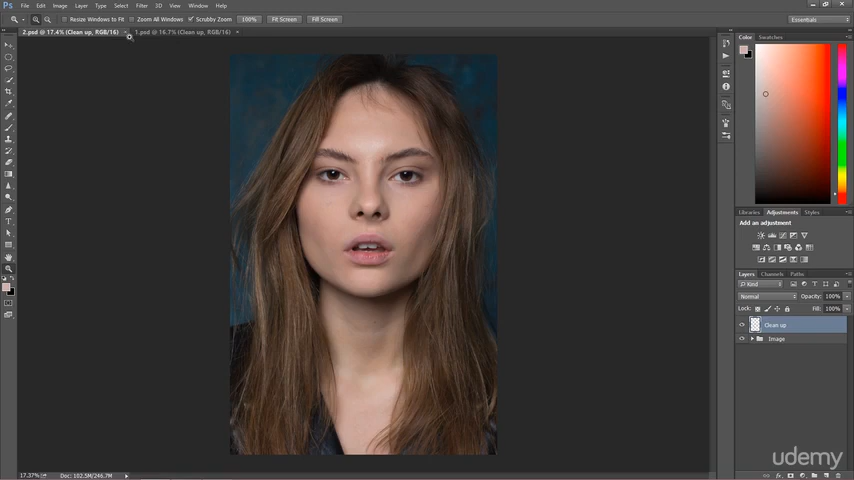 Ps File Edit Image Layer Type Select Filter 3D View Window Help
Resize Windows to Fit Zoom All Windows Scrubby Zoom 100% Fit Screen Fill Screen Essentials
2.psd @ 17.4% (Clean up, RGB/16) × 1.psd @ 16.7% (Clean up, RGB/16) ×
Color Swatches
Libraries Adjustments Styles
Add an adjustment
Layers Channels Paths
Kind
Normal Opacity: 100%
Lock: Fill: 100%
Clean up
Image
udemy
17.37% Doc: 102.5M/246.7M